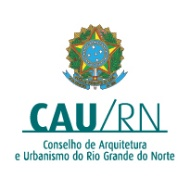 CAU/RN
Conselho de Arquitetura
e Urbanismo do Rio Grande do Norte